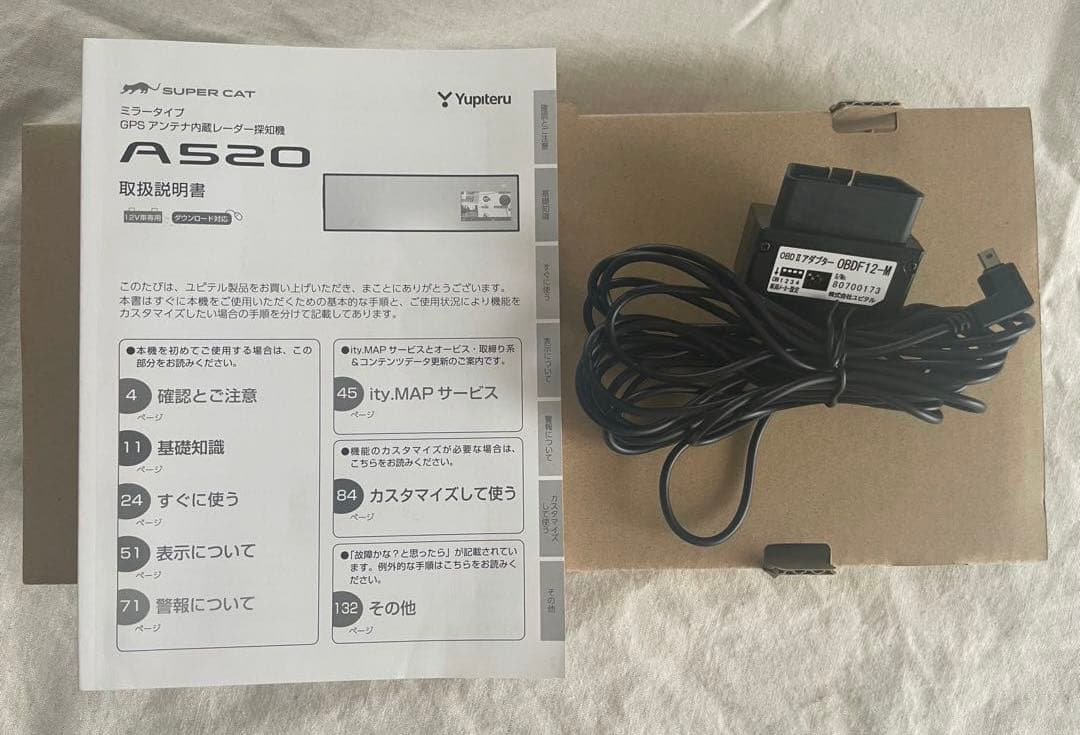 SUPER CAT
Yupiteru
ミラータイプ
GPS アンテナ内蔵レーダー探知機
A520
取扱説明書
12V車専用
ダウンロード対応
このたびは、ユピテル製品をお買い上げいただき、まことにありがとうございます。
本書はすぐに本機をご使用いただくための基本的な手順と、ご使用状況により機能を
カスタマイズしたい場合の手順を分けて記載してあります。
●本機を初めてご使用する場合は、この
部分をお読みください。
4 確認とご注意
ページ
11 基礎知識
ページ
24 すぐに使う
ページ
51 表示について
ページ
71 警報について
ページ
●ity.MAP サービスとオービス・取締り系
＆コンテンツデータ更新のご案内です。
45 ity.MAP サービス
ページ
●機能のカスタマイズが必要な場合は、
こちらをお読みください。
84 カスタマイズして使う
ページ
●「故障かな？と思ったら」が記載されてい
ます。例外的な手順はこちらをお読みく
ださい。
132 その他
ページ
確認とご注意
基礎知識
すぐに使う
表示について
警報について
カスタマイズ
して使う
その他
OBDⅡアダプター OBDF12-M
ON 1 2 3 4
S/No.
80700173
車両メーカー設定
株式会社ユピテル